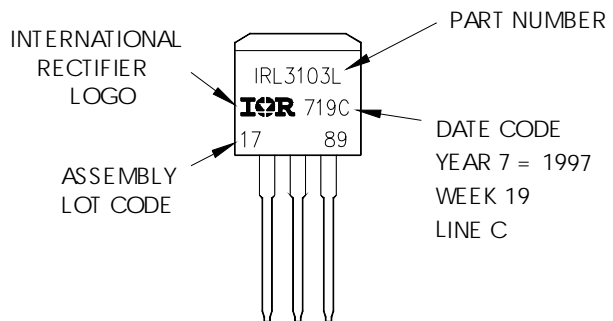 PART NUMBER
INTERNATIONAL
RECTIFIER
LOGO
IRL3103L
IOR 719C
17 89
DATE CODE
YEAR 7 = 1997
WEEK 19
LINE C
ASSEMBLY
LOT CODE